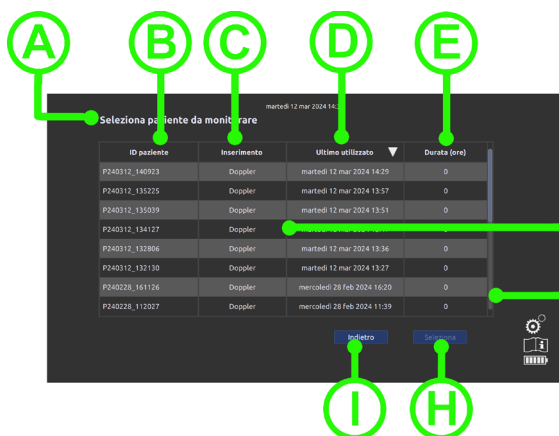 A B C D E
martedì 12 mar 2024 14:
Seleziona paziente da monitorare
ID paziente Inserimento Ultimo utilizzato Durata (ore)
P240312_140923 Doppler martedì 12 mar 2024 14:29 0
P240312_135225 Doppler martedì 12 mar 2024 13:57 0
P240312_135039 Doppler martedì 12 mar 2024 13:51 0
P240312_134127 Doppler 0
P240312_132806 Doppler martedì 12 mar 2024 13:36 0
P240312_132130 Doppler martedì 12 mar 2024 13:27 0
P240228_161126 Doppler mercoledì 28 feb 2024 16:20 0
P240228_112027 Doppler mercoledì 28 feb 2024 11:39 0
Indietro Seleziona
I H